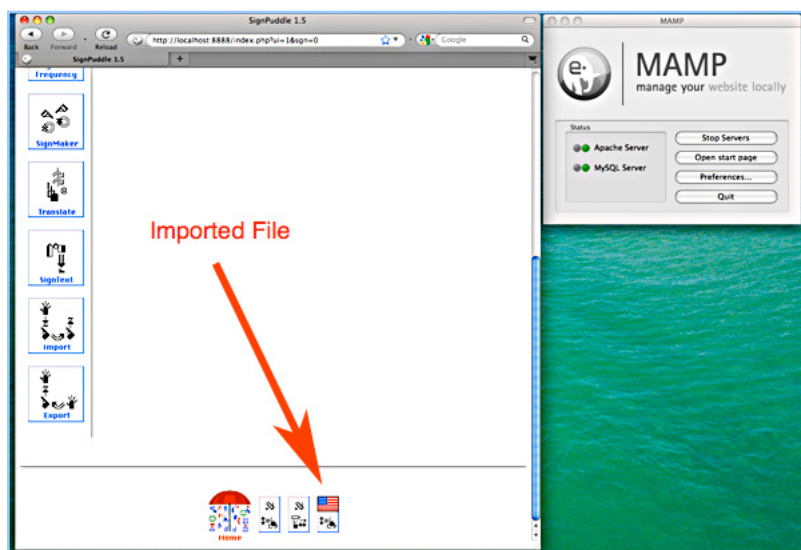 SignPuddle 1.5
Back
Forward
Reload
http://localhost:8888/index.php?ui=1&sgn=0
Google
SignPuddle 1.5
Frequency
SignMaker
Translate
SignText
Import
Export
Imported File
Home
MAMP
MAMP
manage your website locally
Status
Apache Server
MySQL Server
Stop Servers
Open start page
Preferences...
Quit